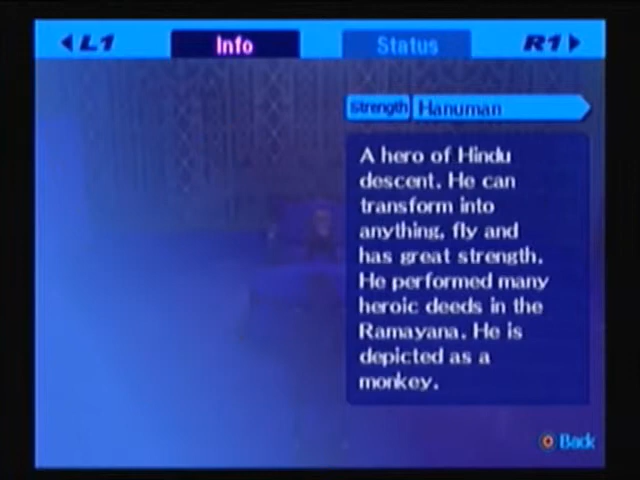 L1 Info Status R1
Strength Hanuman
A hero of Hindu
descent. He can
transform into
anything, fly and
has great strength.
He performed many
heroic deeds in the
Ramayana. He is
depicted as a
monkey.
Back